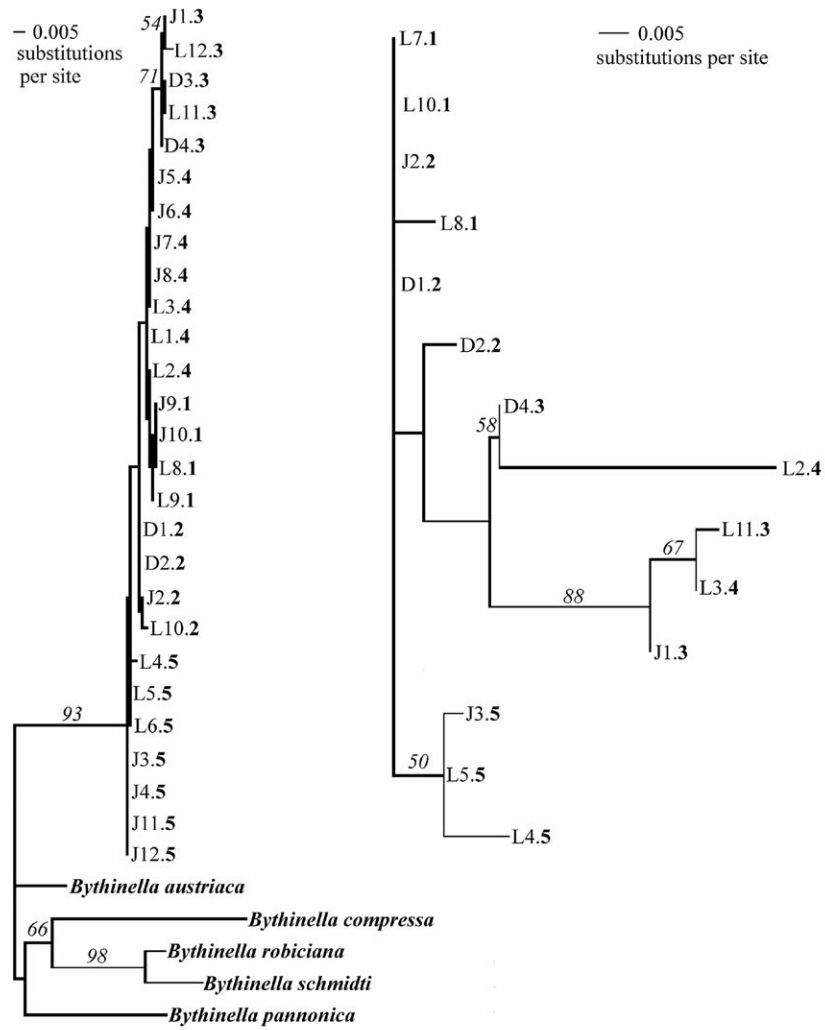 0.005
substitutions
per site
54
J1.3
L12.3
71
D3.3
L11.3
D4.3
J5.4
J6.4
J7.4
J8.4
L3.4
L1.4
L2.4
J9.1
J10.1
L8.1
L9.1
D1.2
D2.2
J2.2
L10.2
L4.5
L5.5
93
L6.5
J3.5
J4.5
J11.5
J12.5
Bythinella austriaca
Bythinella compressa
66
Bythinella robiciana
98
Bythinella schmidti
Bythinella pannonica
0.005
substitutions per site
L7.1
L10.1
J2.2
L8.1
D1.2
D2.2
D4.3
58
L2.4
L11.3
67
L3.4
88
J1.3
J3.5
50
L5.5
L4.5